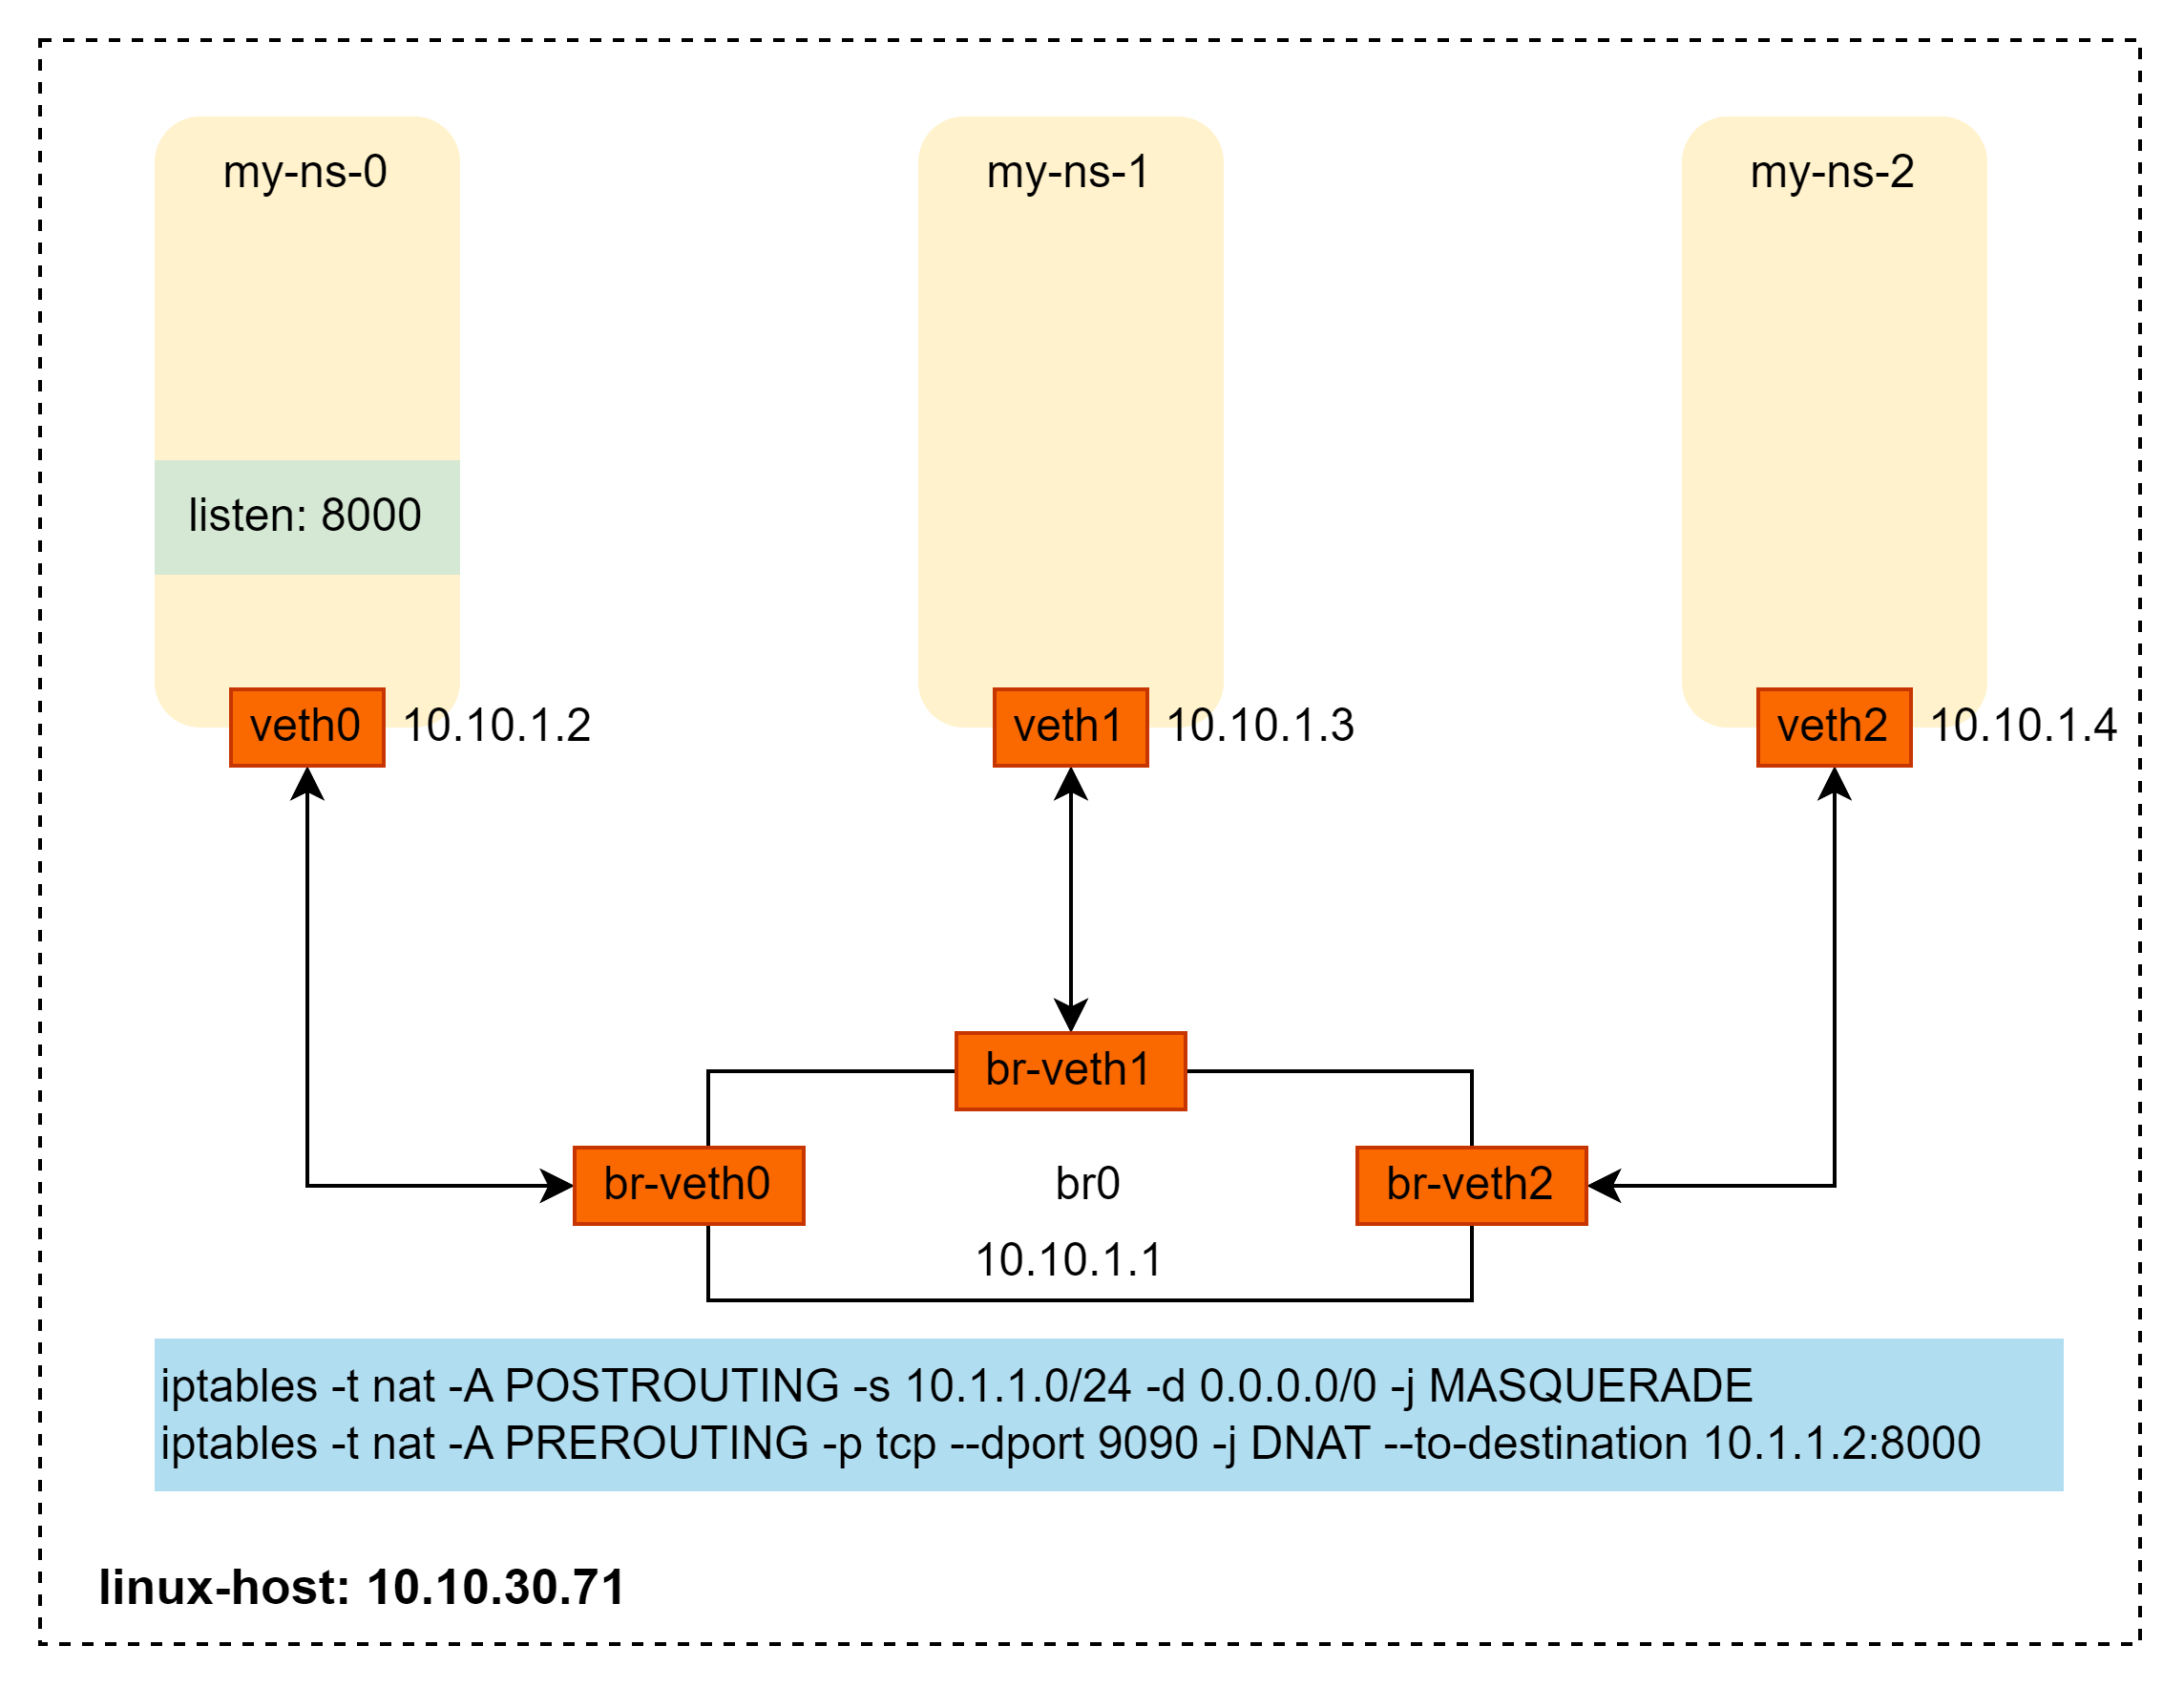 my-ns-0
my-ns-1
my-ns-2
listen: 8000
veth0
10.10.1.2
veth1
10.10.1.3
veth2
10.10.1.4
br-veth1
br-veth0
br0
br-veth2
10.10.1.1
iptables -t nat -A POSTROUTING -s 10.1.1.0/24 -d 0.0.0.0/0 -j MASQUERADE
iptables -t nat -A PREROUTING -p tcp --dport 9090 -j DNAT --to-destination 10.1.1.2:8000
linux-host: 10.10.30.71